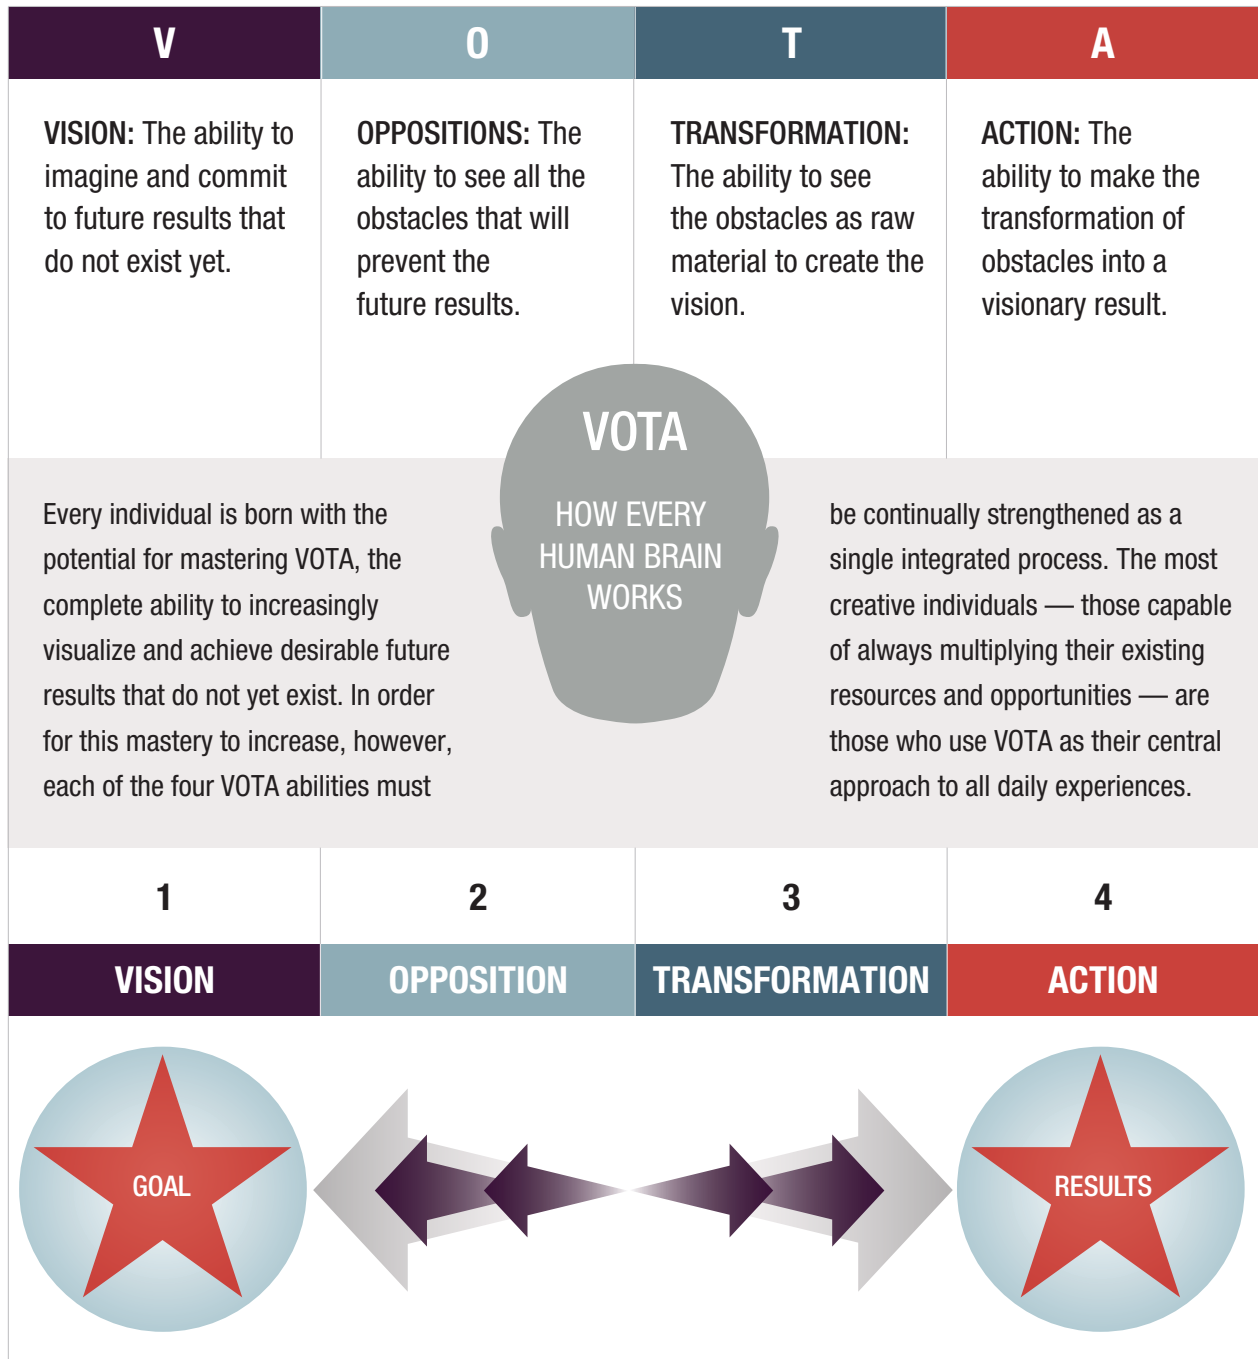 V
O
T
A
VISION: The ability to
imagine and commit
to future results that
do not exist yet.
OPPOSITIONS: The
ability to see all the
obstacles that will
prevent the
future results.
TRANSFORMATION:
The ability to see
the obstacles as raw
material to create the
vision.
ACTION: The
ability to make the
transformation of
obstacles into a
visionary result.
VOTA
HOW EVERY
HUMAN BRAIN
WORKS
Every individual is born with the
potential for mastering VOTA, the
complete ability to increasingly
visualize and achieve desirable future
results that do not yet exist. In order
for this mastery to increase, however,
each of the four VOTA abilities must
be continually strengthened as a
single integrated process. The most
creative individuals — those capable
of always multiplying their existing
resources and opportunities — are
those who use VOTA as their central
approach to all daily experiences.
1
2
3
4
VISION
OPPOSITION
TRANSFORMATION
ACTION
GOAL
RESULTS